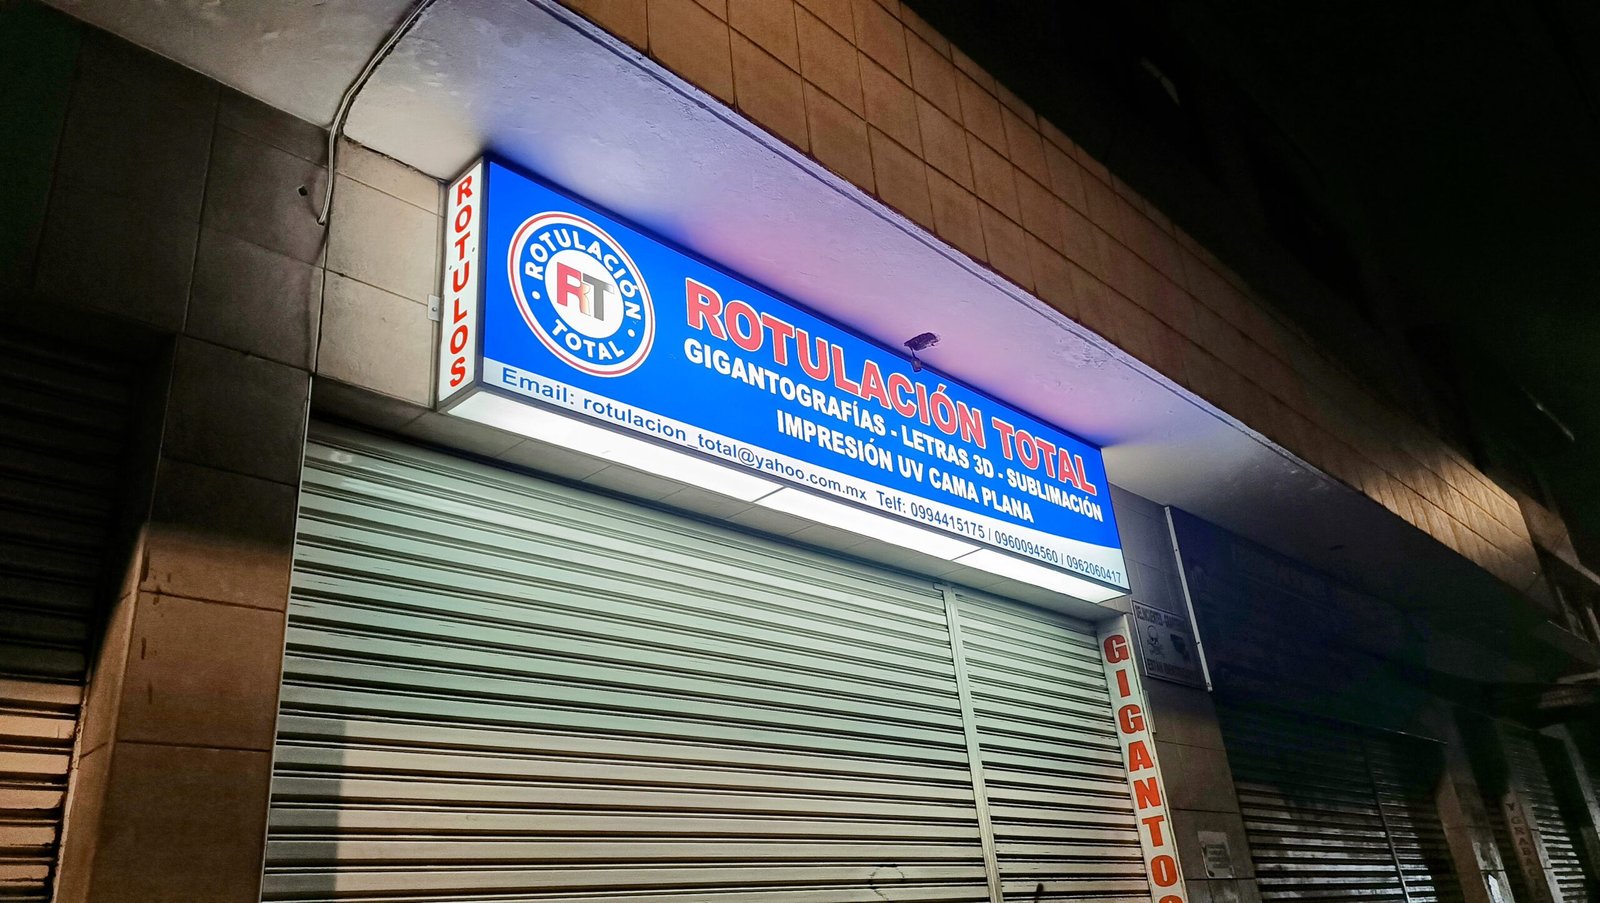 ROTULOS
ROTULACIÓN
RT
TOTAL
ROTULACIÓN TOTAL
GIGANTOGRAFÍAS - LETRAS 3D - SUBLIMACIÓN
IMPRESIÓN UV CAMA PLANA
Email: rotulacion_total@yahoo.com.mx Telf: 0994415175 / 0960094560 / 0962060417
GIGANTO